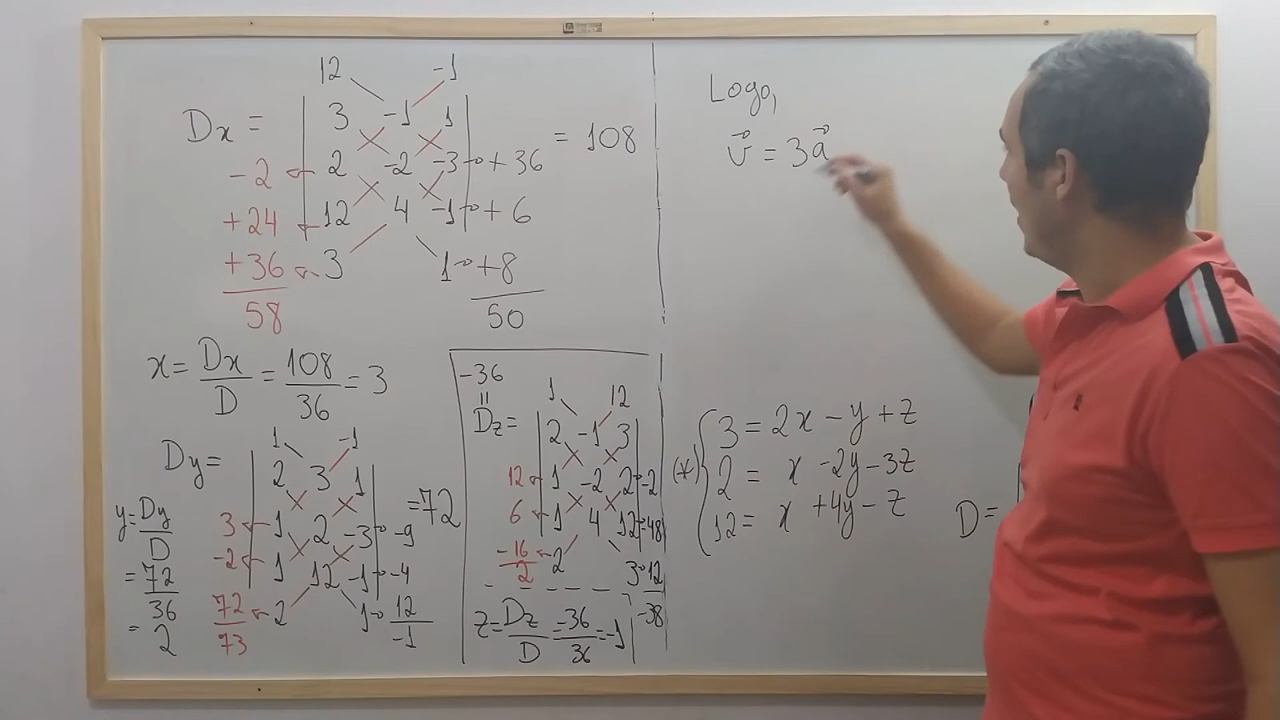 12 -1
Dx = | 3 -1 1 | = 108
-2 2 -2 -3 → +36
+24 12 4 -1 → +6
+36 3 1 → +8
58 50
x = Dx/D = 108/36 = 3
1 -1
Dy = | 2 3 1 | = 72
3 1 2 -3 → -9
-2 1 12 -1 → -4
72 2 1 → 12
73 -1
y = Dy/D
= 72/36
= 2
-36
=
1 12
Dz = | 2 -1 3 |
12 1 -2 2 → -2
6 1 4 12 → -48
-16 2 3 → 12
2 -38
z = Dz/D = -36/36 = -1
Logo,
v⃗ = 3a⃗
(*) { 3 = 2x - y + z
2 = x - 2y - 3z
12 = x + 4y - z
D = |